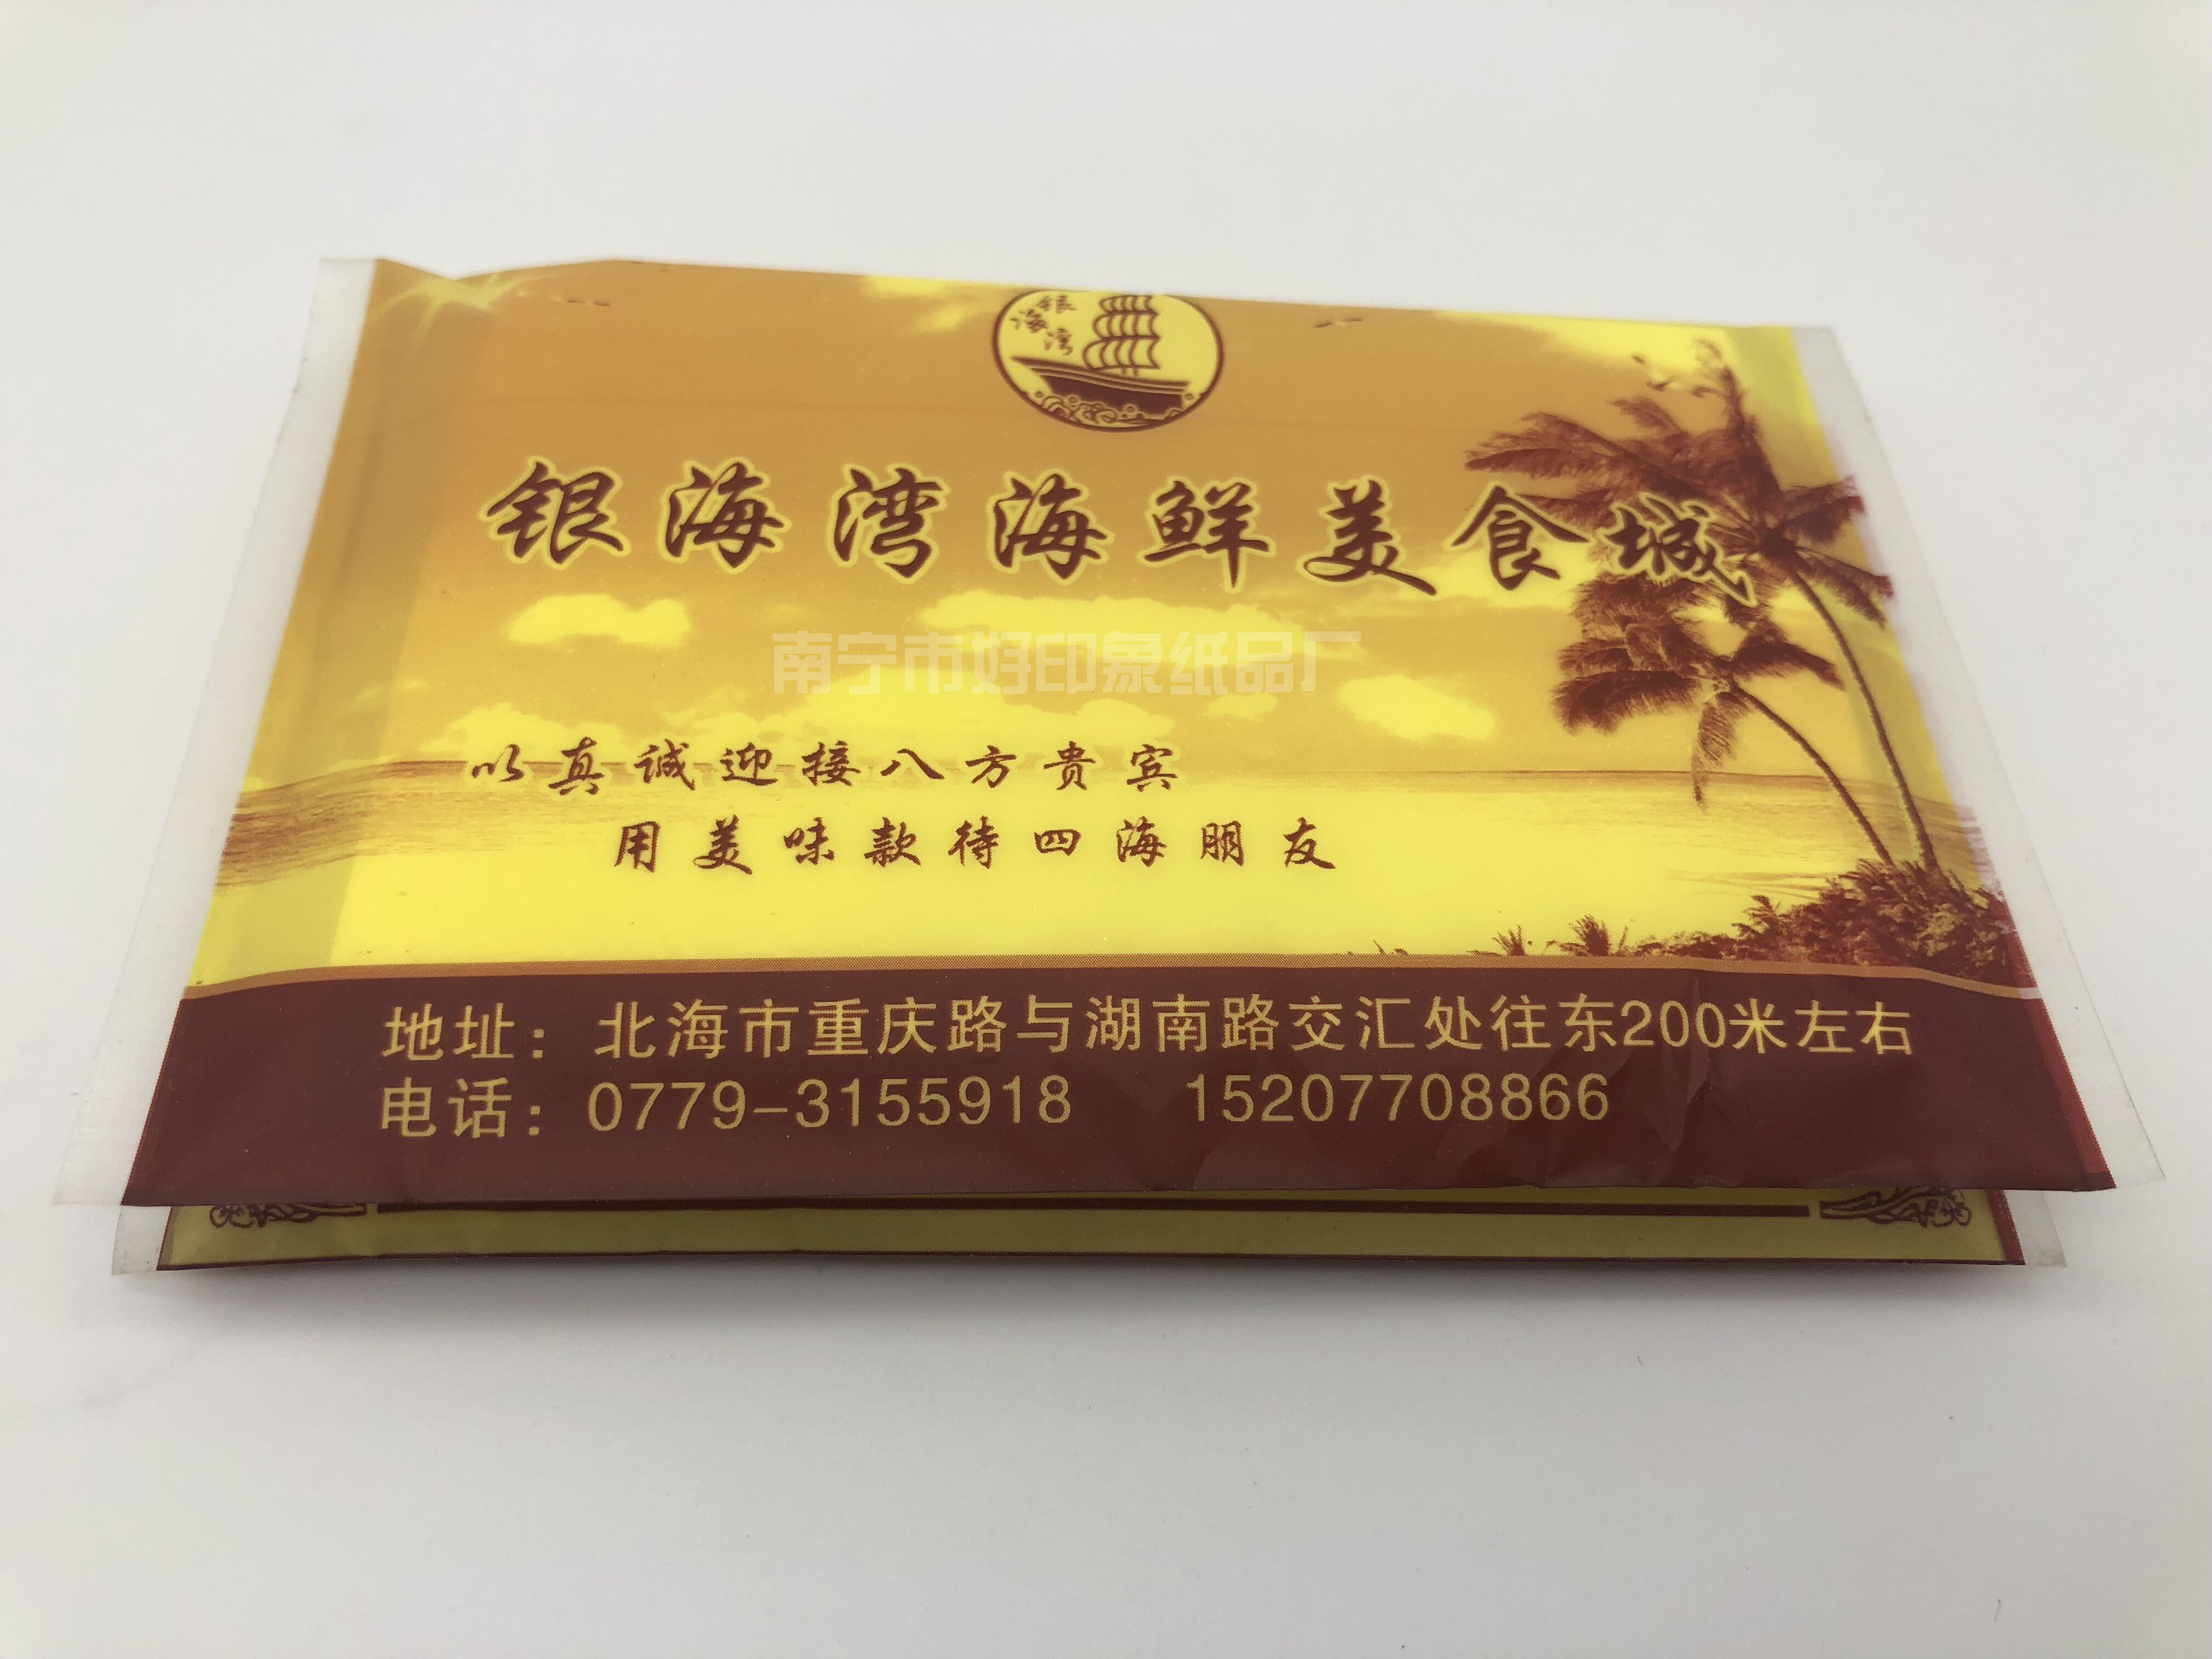 银
海
湾
银海湾海鲜美食城
南宁市好印象纸品厂
以真诚迎接八方贵宾
用美味款待四海朋友
地址：北海市重庆路与湖南路交汇处往东200米左右
电话：0779-3155918 15207708866